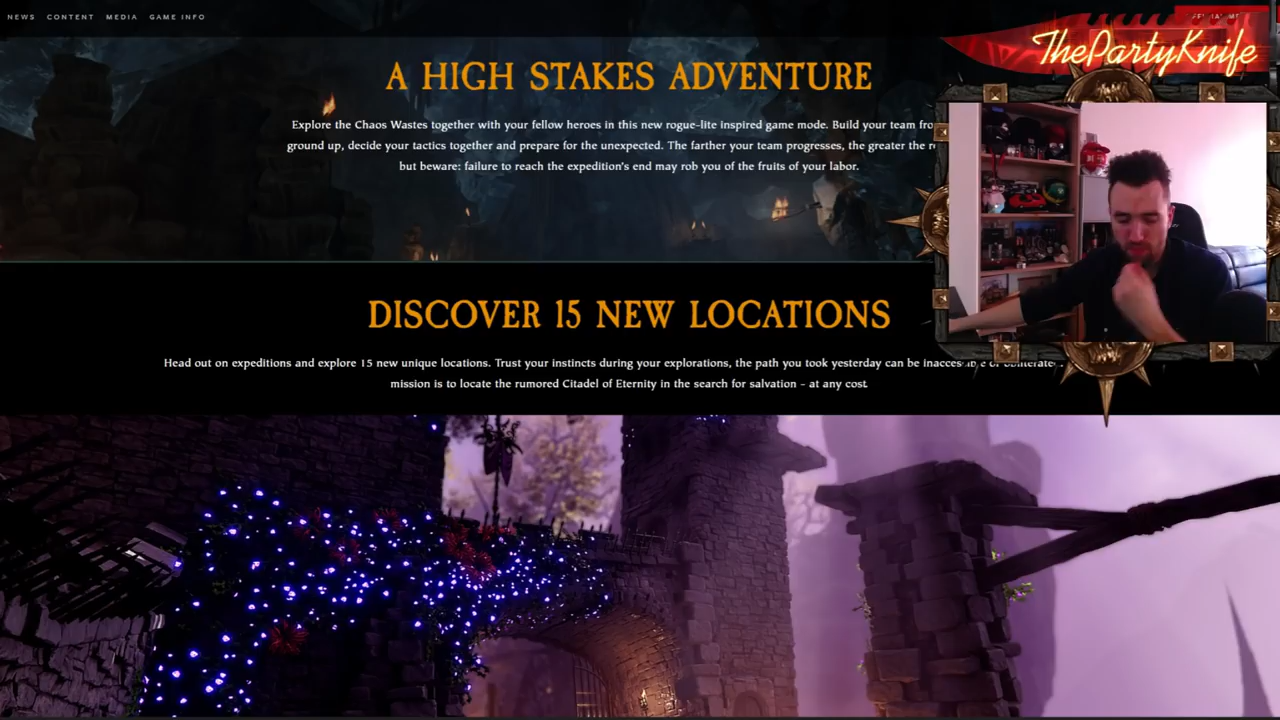 NEWS CONTENT MEDIA GAME INFO
ThePartyKnife
A HIGH STAKES ADVENTURE
Explore the Chaos Wastes together with your fellow heroes in this new rogue-lite inspired game mode. Build your team
ground up, decide your tactics together and prepare for the unexpected. The farther your team progresses, the greater the
but beware: failure to reach the expedition's end may rob you of the fruits of your labor.
DISCOVER 15 NEW LOCATIONS
Head out on expeditions and explore 15 new unique locations. Trust your instincts during your explorations, the path you took yesterday can be
mission is to locate the rumored Citadel of Eternity in the search for salvation - at any cost.